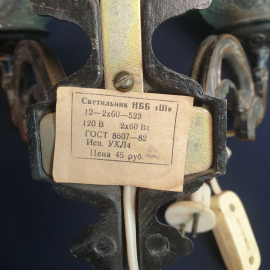 Светильник НББ «Ш»
12—2х60—523
120 В 2х60 Вт
ГОСТ 8607—82
Исп. УХЛ4
Цена 45 руб